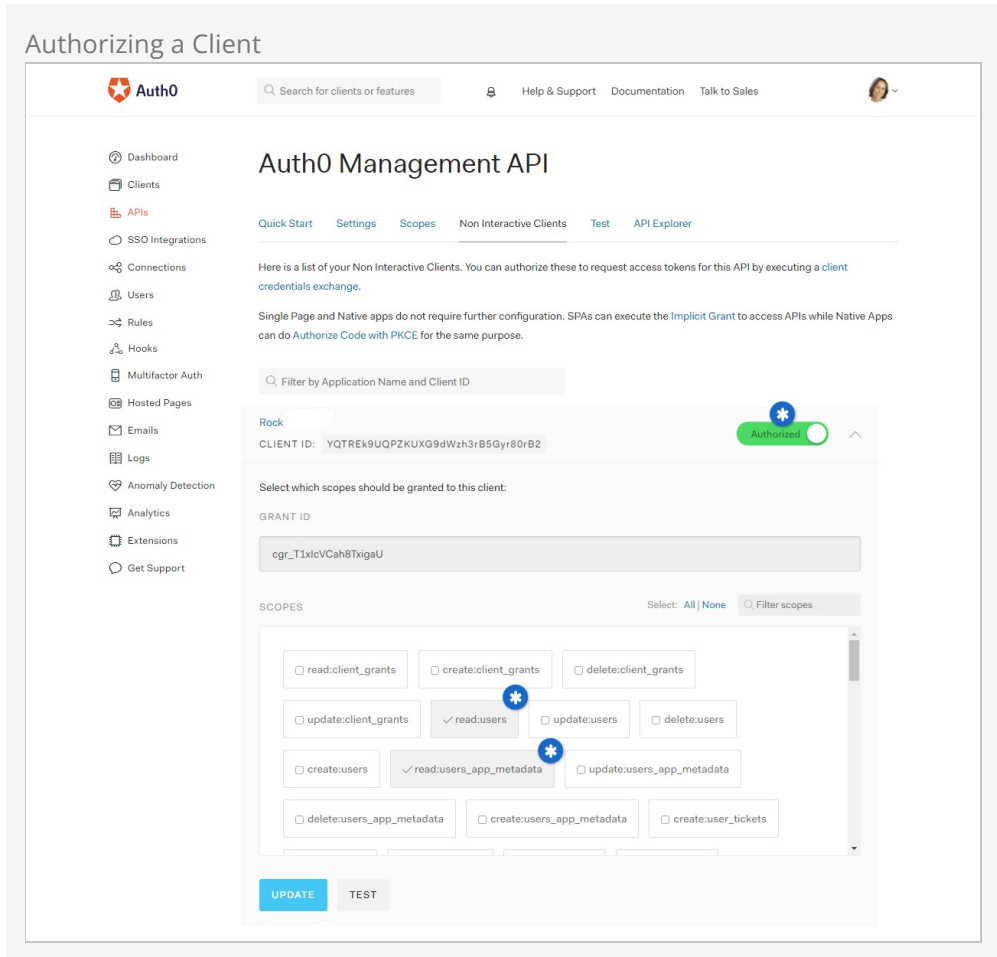 Authorizing a Client
Auth0
Search for clients or features
Help & Support Documentation Talk to Sales
Dashboard
Clients
APIs
SSO Integrations
Connections
Users
Rules
Hooks
Multifactor Auth
Hosted Pages
Emails
Logs
Anomaly Detection
Analytics
Extensions
Get Support
Auth0 Management API
Quick Start Settings Scopes Non Interactive Clients Test API Explorer
Here is a list of your Non Interactive Clients. You can authorize these to request access tokens for this API by executing a client
credentials exchange.
Single Page and Native apps do not require further configuration. SPAs can execute the Implicit Grant to access APIs while Native Apps
can do Authorize Code with PKCE for the same purpose.
Filter by Application Name and Client ID
Rock
CLIENT ID: YQTREk9UQPZKUXG9dWzh3rB5Gyr80rB2
Authorized
Select which scopes should be granted to this client:
GRANT ID
cgr_T1xIcVCah8TxigaU
SCOPES Select: All | None Filter scopes
read:client_grants create:client_grants delete:client_grants
update:client_grants read:users update:users delete:users
create:users read:users_app_metadata update:users_app_metadata
delete:users_app_metadata create:users_app_metadata create:user_tickets
UPDATE TEST